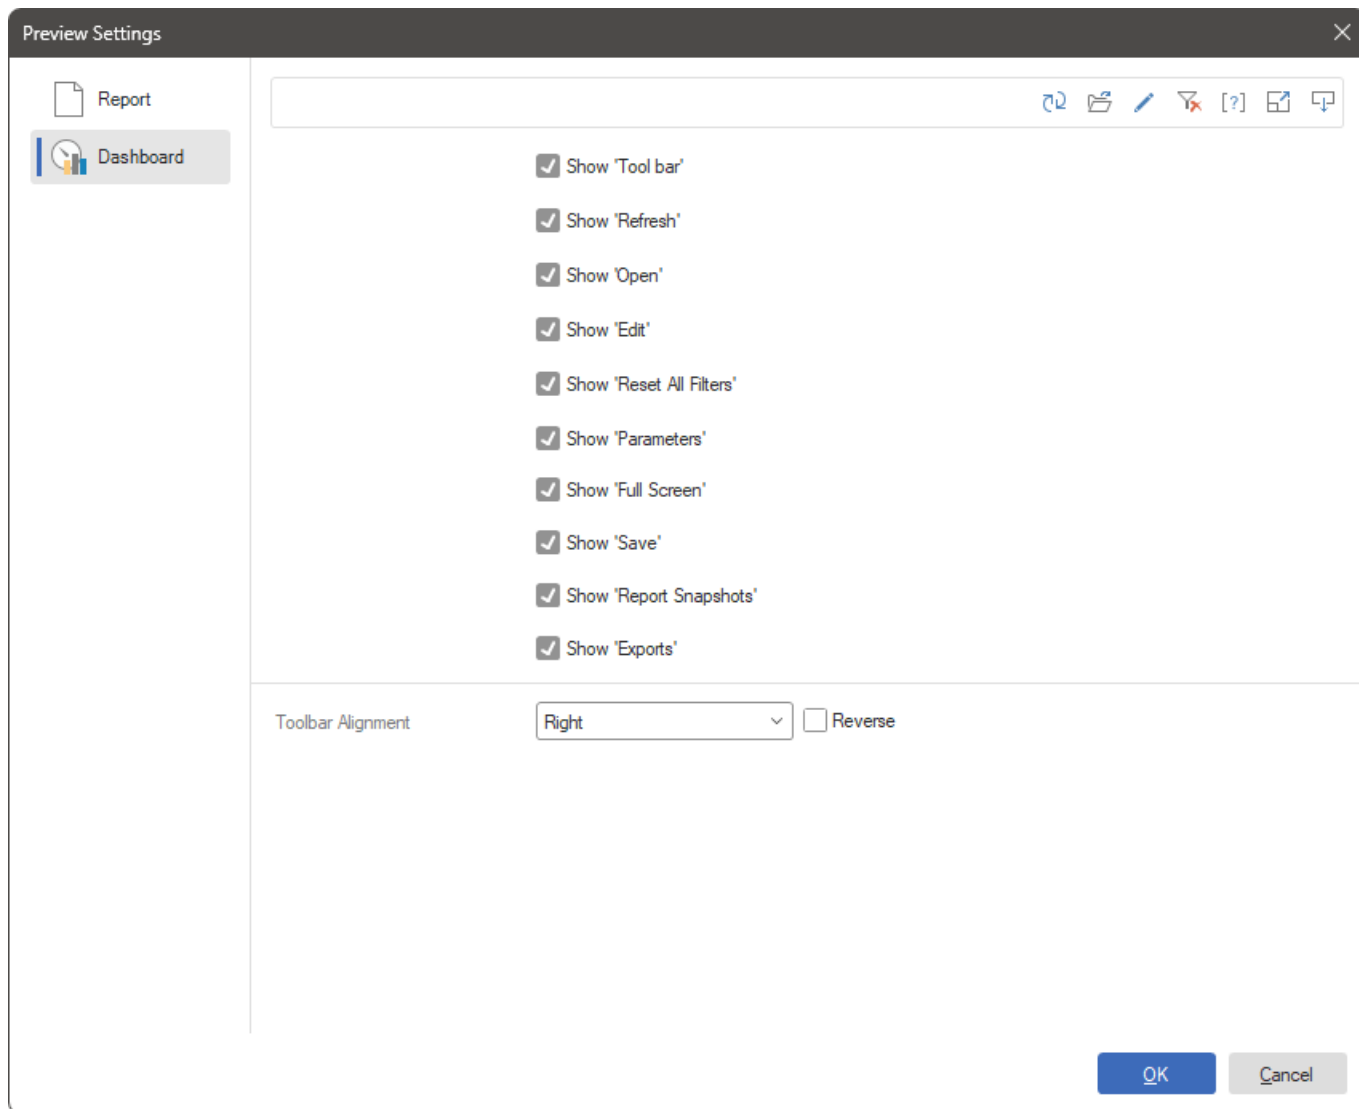 Preview Settings
Report
Dashboard
[?]
Show 'Tool bar'
Show 'Refresh'
Show 'Open'
Show 'Edit'
Show 'Reset All Filters'
Show 'Parameters'
Show 'Full Screen'
Show 'Save'
Show 'Report Snapshots'
Show 'Exports'
Toolbar Alignment Right Reverse
OK Cancel